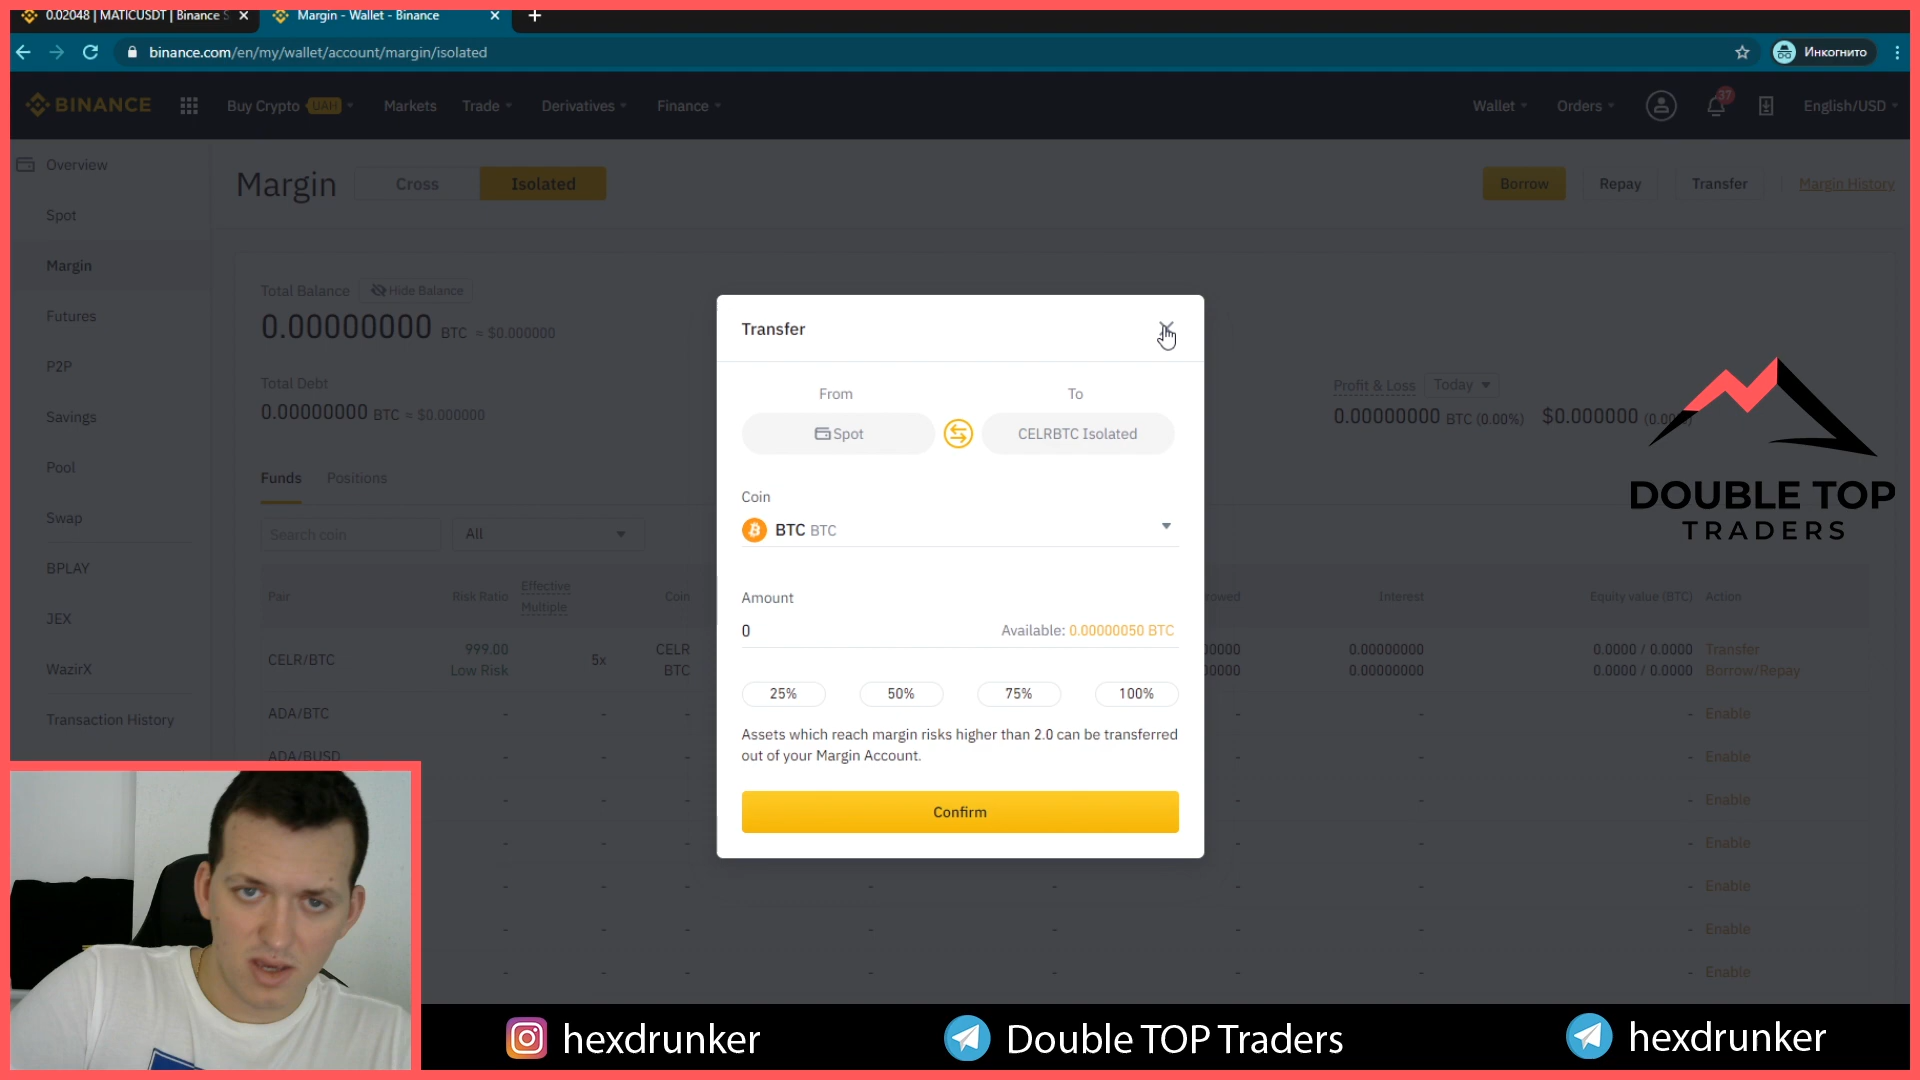 0.02048 | MATICUSDT | Binance S
Margin - Wallet - Binance
binance.com/en/my/wallet/account/margin/isolated
Инкогнито
BINANCE
Buy Crypto UAH
Markets
Trade
Derivatives
Finance
Wallet
Orders
37
English/USD
Overview
Spot
Margin
Futures
P2P
Savings
Pool
Swap
BPLAY
JEX
WazirX
Transaction History
Margin
Cross
Isolated
Borrow
Repay
Transfer
Margin History
Total Balance
Hide Balance
0.00000000 BTC ≈ $0.000000
Total Debt
0.00000000 BTC ≈ $0.000000
Profit & Loss
Today
0.00000000 BTC (0.00%) $0.000000 (0.00
Funds
Positions
Search coin
All
Pair
Risk Ratio
Effective
Multiple
Coin
rowed
Interest
Equity value (BTC)
Action
CELR/BTC
999.00
Low Risk
5x
CELR
BTC
0000
0000
0.00000000
0.00000000
0.0000 / 0.0000
0.0000 / 0.0000
Transfer
Borrow/Repay
ADA/BTC - - - - - - Enable
ADA/BUSD - - - - - - Enable
- - - - - - Enable
- - - - - - Enable
- - - - - - Enable
- - - - - - Enable
- - - - - - Enable
Transfer
From
To
Spot
CELRBTC Isolated
Coin
BTC BTC
Amount
0
Available: 0.00000050 BTC
25%
50%
75%
100%
Assets which reach margin risks higher than 2.0 can be transferred
out of your Margin Account.
Confirm
DOUBLE TOP
TRADERS
hexdrunker
Double TOP Traders
hexdrunker